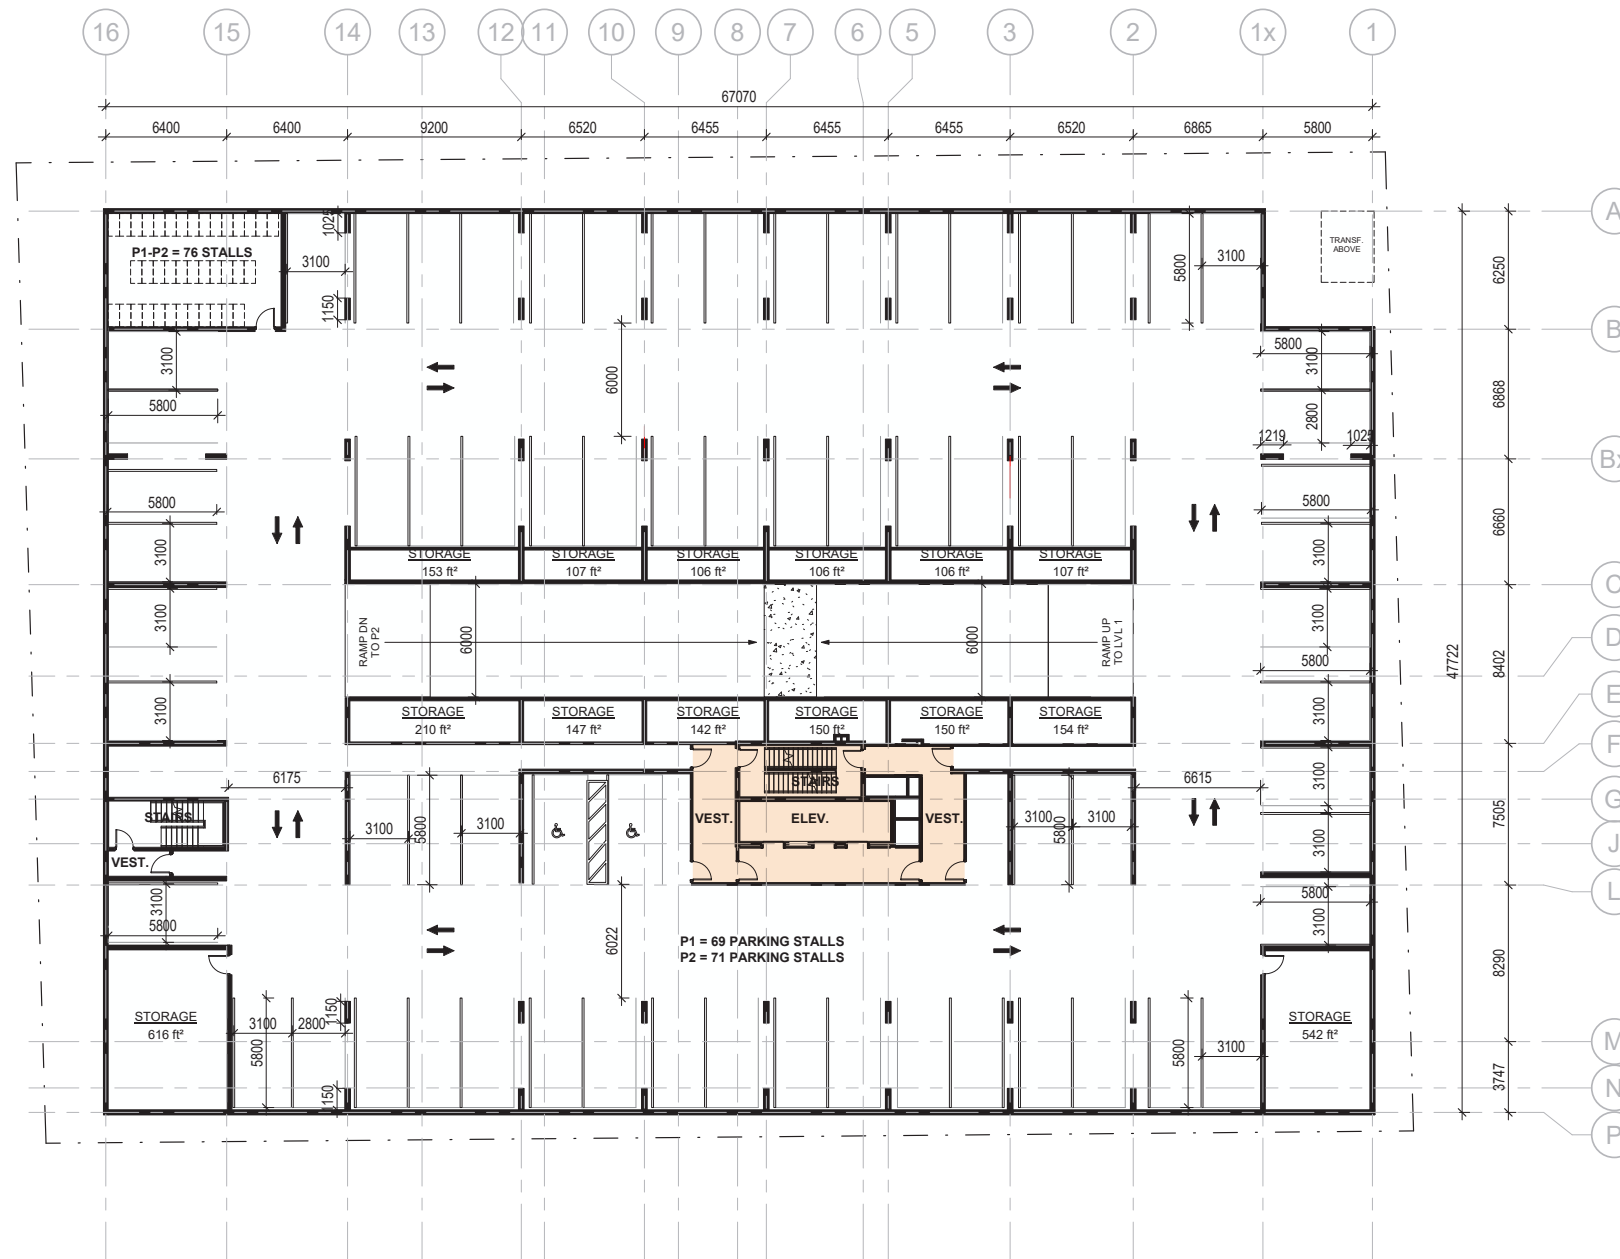 16 15 14 13 12 11 10 9 8 7 6 5 3 2 1x 1
67070
6400 6400 9200 6520 6455 6455 6455 6520 6865 5800
A
1025
P1-P2 = 76 STALLS
3100
5800
3100
TRANSF.
ABOVE
6250
1150
B
3100
5800
6000
5800
3100
2800
1219
1025
6868
Bx
5800
3100
5800
3100
6660
STORAGE STORAGE STORAGE STORAGE STORAGE STORAGE
153 ft² 107 ft² 106 ft² 106 ft² 106 ft² 107 ft²
C
3100
RAMP DN
TO P2
6000
6000
RAMP UP
TO LVL 1
3100
5800
D
47722
8402
3100
3100
E
STORAGE STORAGE STORAGE STORAGE STORAGE STORAGE
210 ft² 147 ft² 142 ft² 150 ft² 150 ft² 154 ft²
F
6175
STAIRS
6615
3100
G
STAIRS
3100
5800
3100
VEST.
ELEV.
VEST.
3100
5800
3100
3100
7505
J
VEST.
L
3100
5800
5800
3100
6022
P1 = 69 PARKING STALLS
P2 = 71 PARKING STALLS
8290
STORAGE
616 ft²
3100
2800
5800
1150
1150
5800
3100
STORAGE
542 ft²
M
3747
N
P